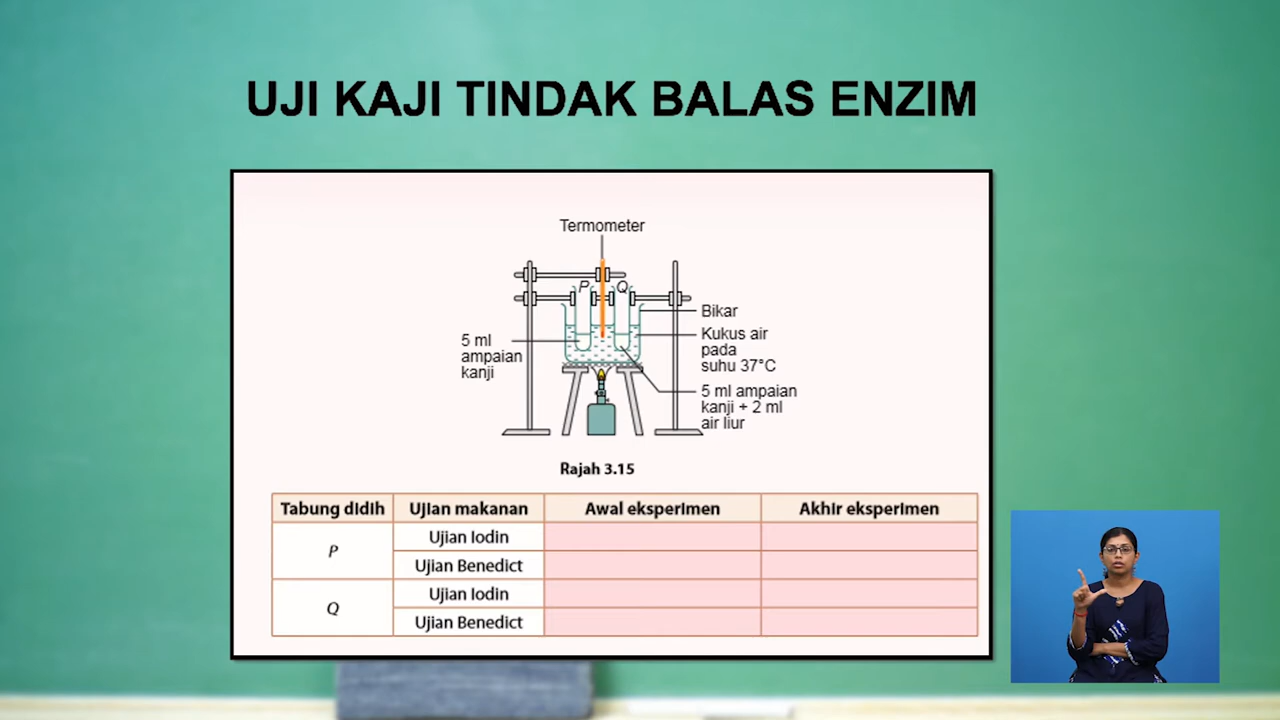 UJI KAJI TINDAK BALAS ENZIM
Termometer
P
Q
5 ml
ampaian
kanji
Bikar
Kukus air
pada
suhu 37°C
5 ml ampaian
kanji + 2 ml
air liur
Rajah 3.15
Tabung didih Ujian makanan Awal eksperimen Akhir eksperimen
P
Ujian Iodin
Ujian Benedict
Q
Ujian Iodin
Ujian Benedict